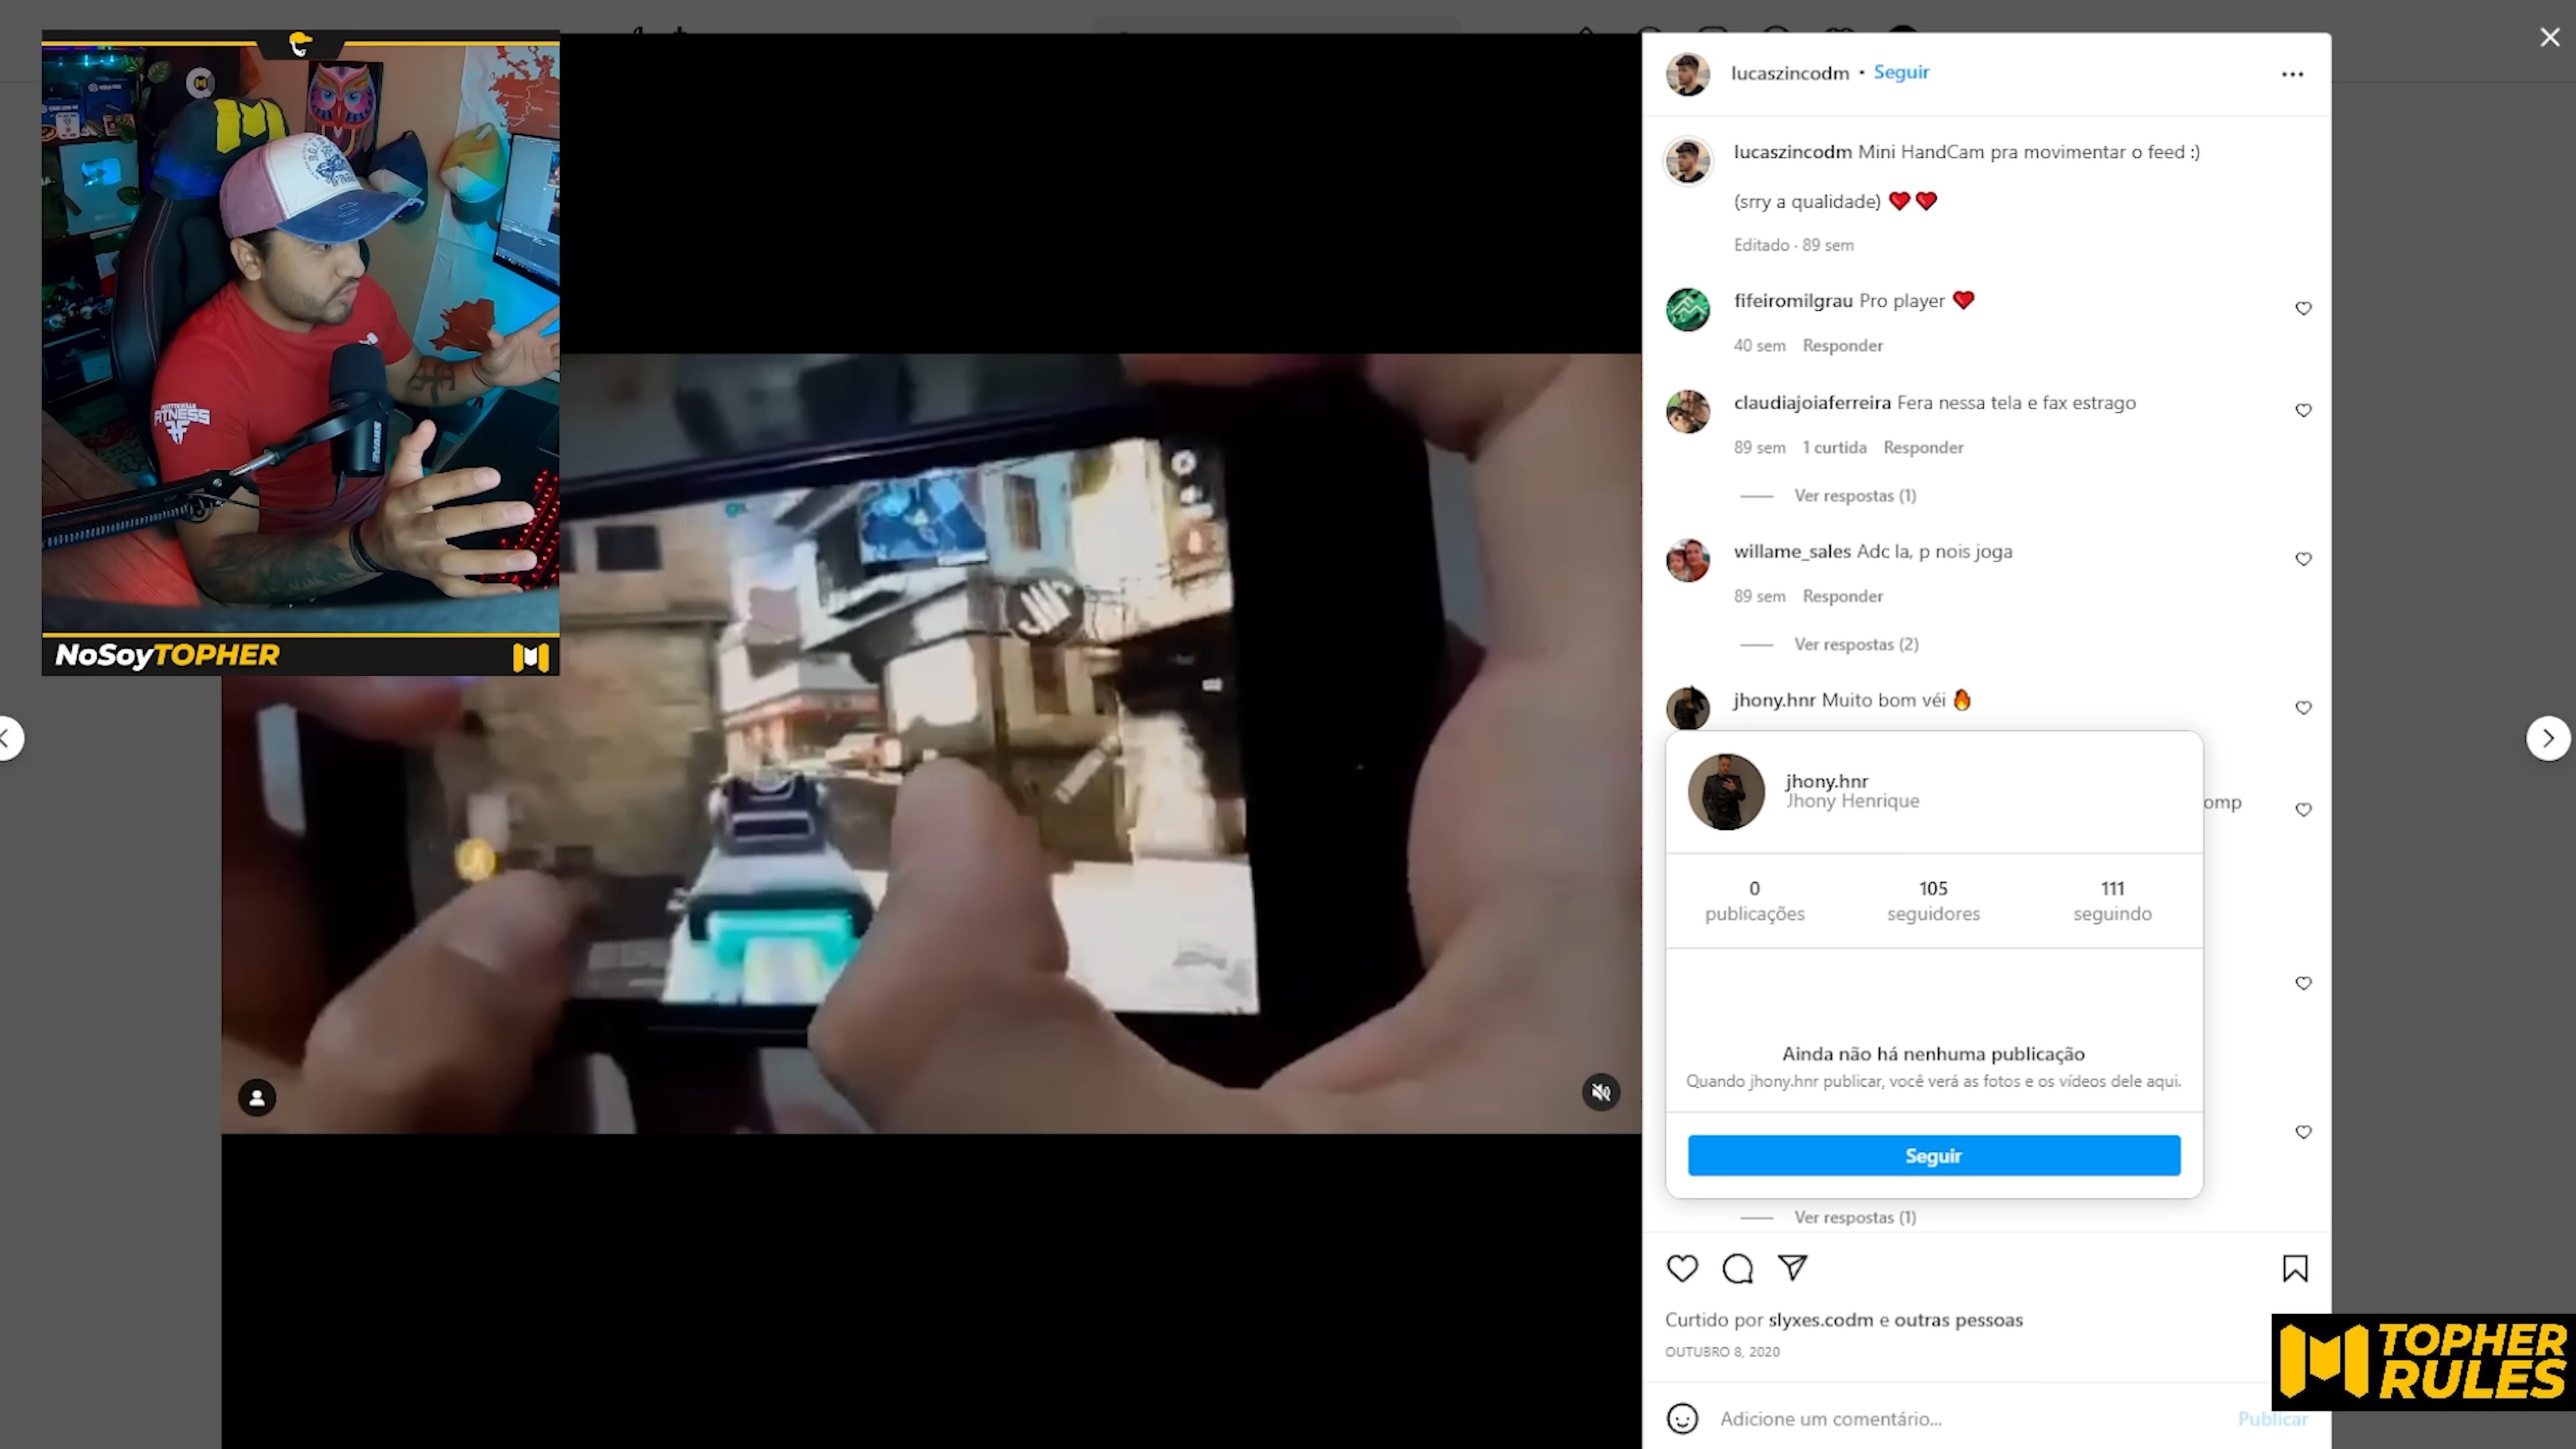 FITNESS
SHURE
NoSoyTOPHER
lucaszincodm • Seguir
lucaszincodm Mini HandCam pra movimentar o feed :)
(srry a qualidade) ❤️❤️
Editado · 89 sem
fifeiromilgrau Pro player ❤️
40 sem Responder
claudiajoiaferreira Fera nessa tela e fax estrago
89 sem 1 curtida Responder
Ver respostas (1)
willame_sales Adc la, p nois joga
89 sem Responder
Ver respostas (2)
jhony.hnr Muito bom véi 🔥
jhony.hnr
Jhony Henrique
omp
0 105 111
publicações seguidores seguindo
Ainda não há nenhuma publicação
Quando jhony.hnr publicar, você verá as fotos e os vídeos dele aqui.
Seguir
Ver respostas (1)
Curtido por slyxes.codm e outras pessoas
OUTUBRO 8, 2020
Adicione um comentário... Publicar
TOPHER
RULES